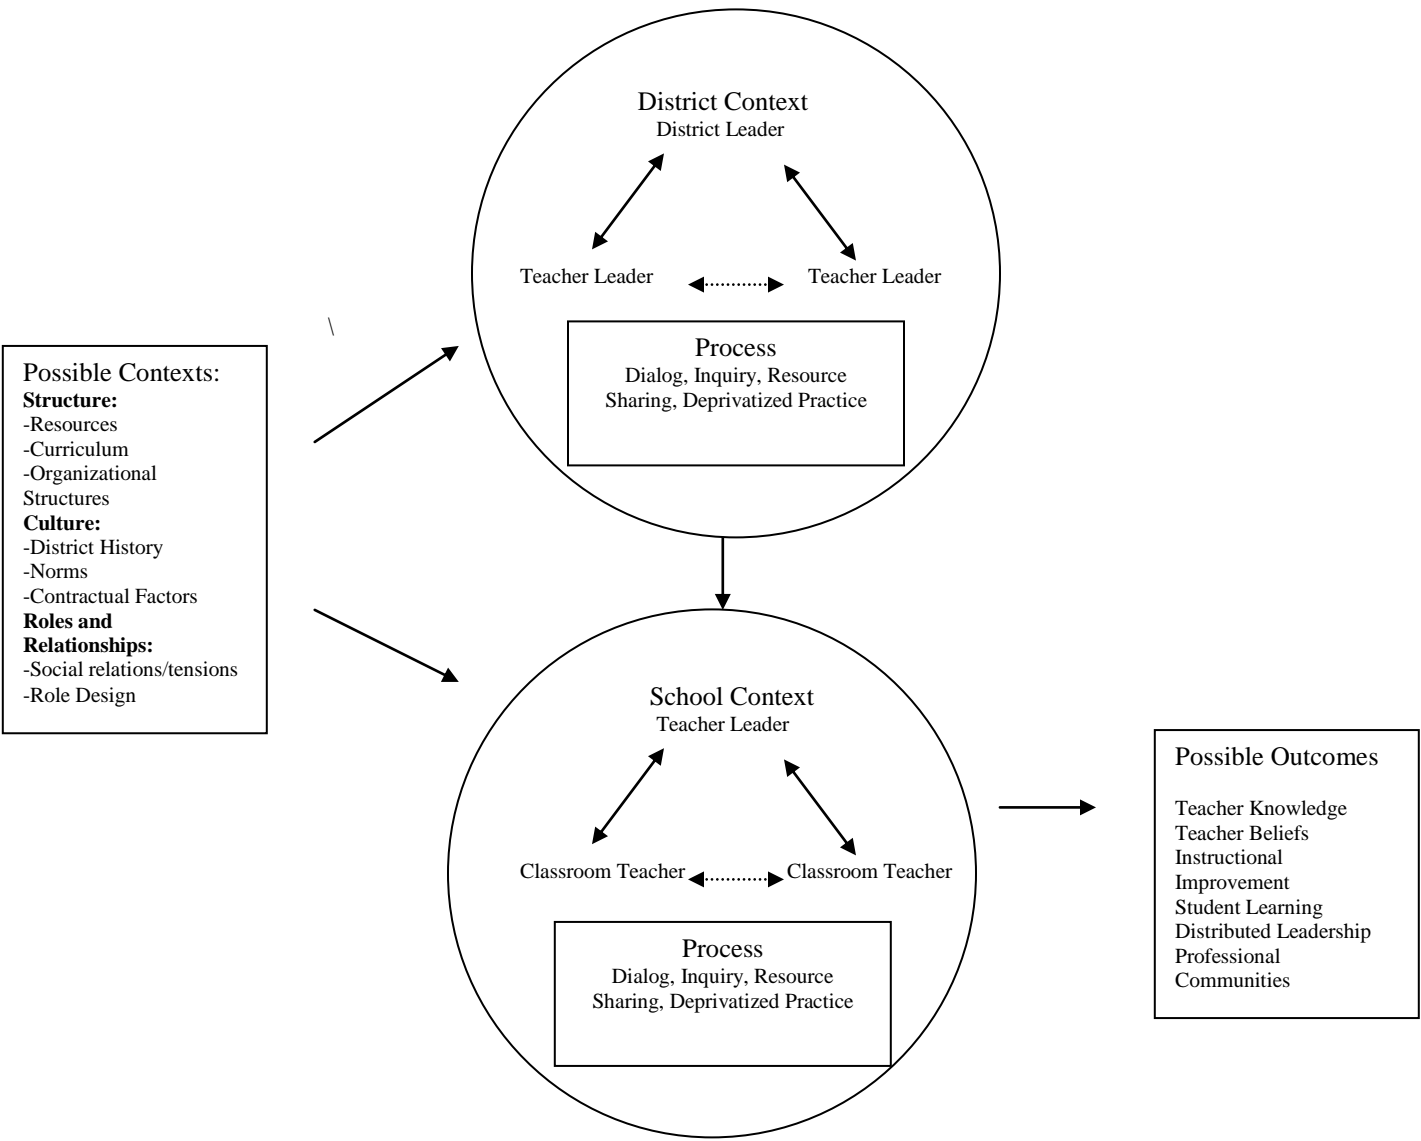 District Context
District Leader
Teacher Leader
Teacher Leader
Process
Dialog, Inquiry, Resource
Sharing, Deprivatized Practice
\
Possible Contexts:
Structure:
-Resources
-Curriculum
-Organizational
Structures
Culture:
-District History
-Norms
-Contractual Factors
Roles and
Relationships:
-Social relations/tensions
-Role Design
School Context
Teacher Leader
Classroom Teacher
Classroom Teacher
Process
Dialog, Inquiry, Resource
Sharing, Deprivatized Practice
Possible Outcomes
Teacher Knowledge
Teacher Beliefs
Instructional
Improvement
Student Learning
Distributed Leadership
Professional
Communities